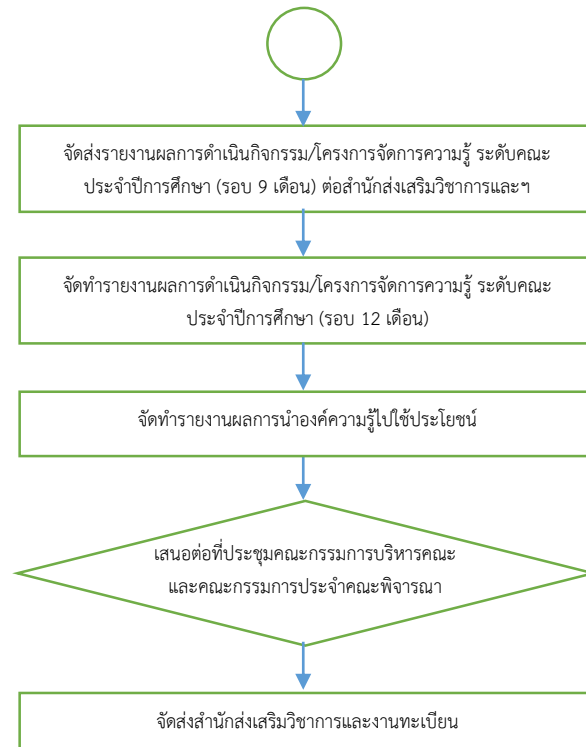 จัดส่งรายงานผลการดำเนินกิจกรรม/โครงการจัดการความรู้ ระดับคณะ
ประจำปีการศึกษา (รอบ 9 เดือน) ต่อสำนักส่งเสริมวิชาการและฯ
จัดทำรายงานผลการดำเนินกิจกรรม/โครงการจัดการความรู้ ระดับคณะ
ประจำปีการศึกษา (รอบ 12 เดือน)
จัดทำรายงานผลการนำองค์ความรู้ไปใช้ประโยชน์
เสนอต่อที่ประชุมคณะกรรมการบริหารคณะ
และคณะกรรมการประจำคณะพิจารณา
จัดส่งสำนักส่งเสริมวิชาการและงานทะเบียน